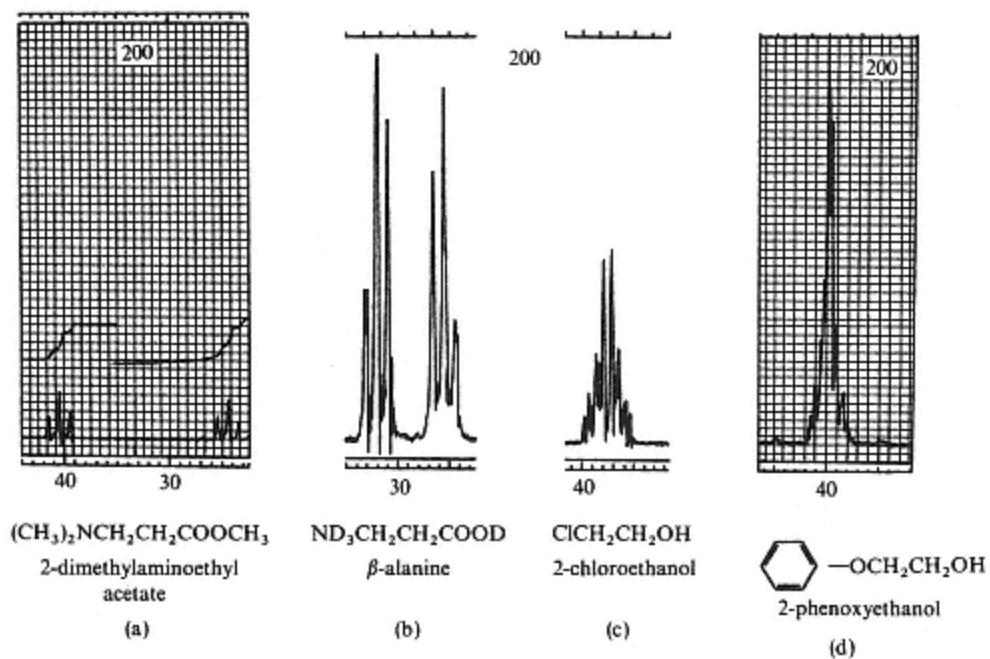 200
200
200
40 30
30
40
40
(CH₃)₂NCH₂CH₂COOCH₃
2-dimethylaminoethyl
acetate
(a)
ND₃CH₂CH₂COOD
β-alanine
(b)
ClCH₂CH₂OH
2-chloroethanol
(c)
—OCH₂CH₂OH
2-phenoxyethanol
(d)